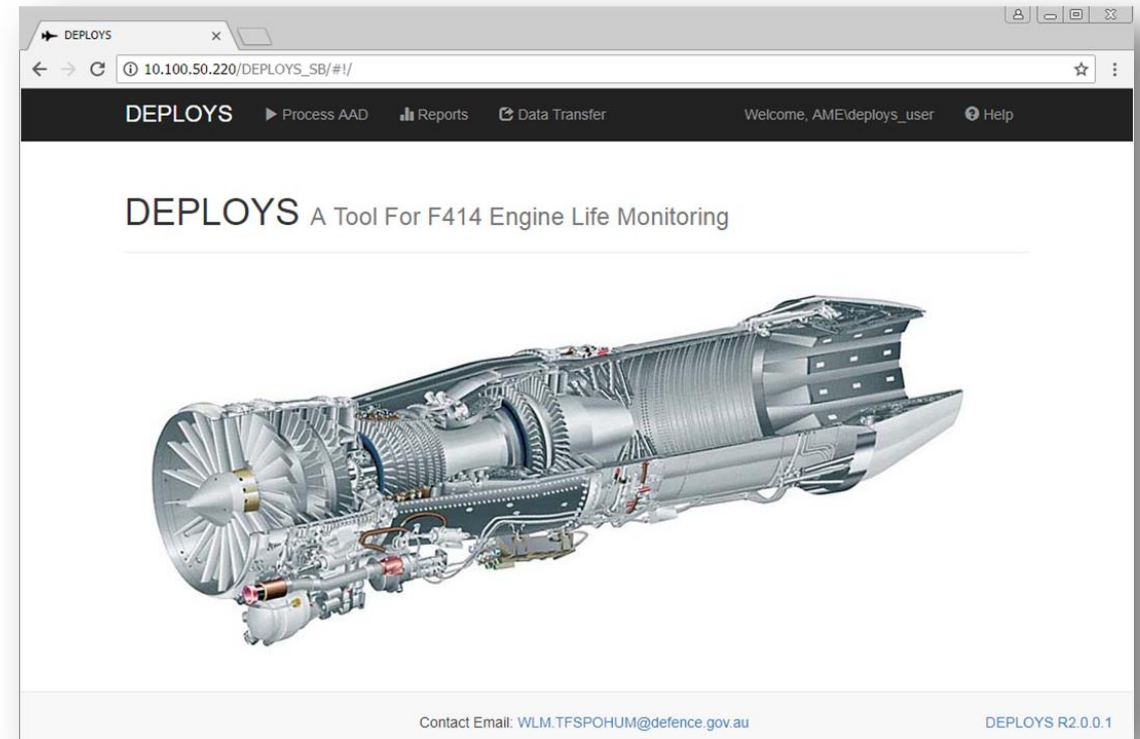 DEPLOYS
10.100.50.220/DEPLOYS_SB/#!/
DEPLOYS Process AAD Reports Data Transfer Welcome, AME\deploys_user Help
DEPLOYS A Tool For F414 Engine Life Monitoring
Contact Email: WLM.TFSPOHUM@defence.gov.au DEPLOYS R2.0.0.1